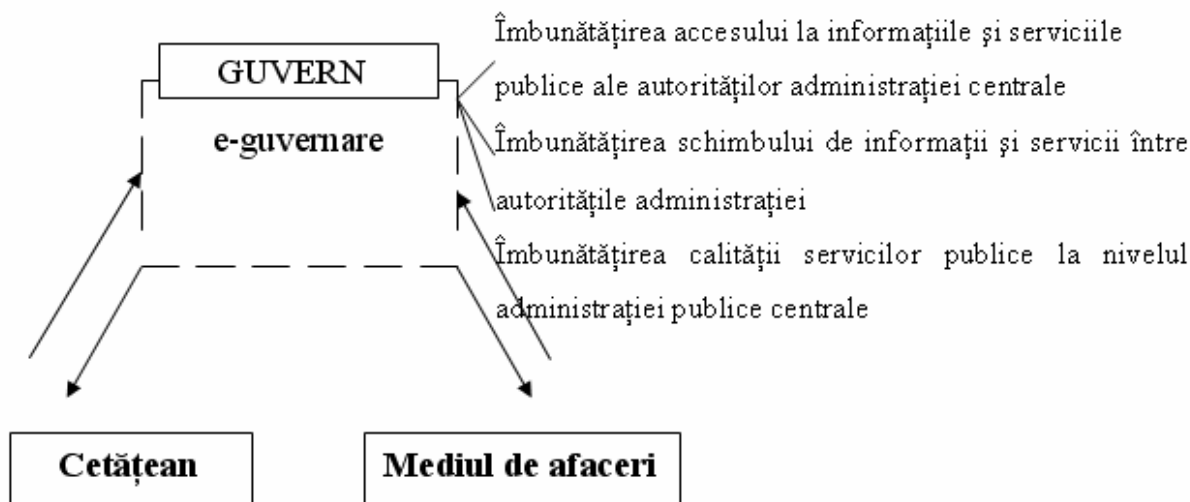 GUVERN
e-guvernare
Îmbunătăţirea accesului la informaţiile şi serviciile
publice ale autorităţilor administraţiei centrale
Îmbunătăţirea schimbului de informaţii şi servicii între
autorităţile administraţiei
Îmbunătăţirea calităţii servicilor publice la nivelul
administraţiei publice centrale
Cetăţean
Mediul de afaceri